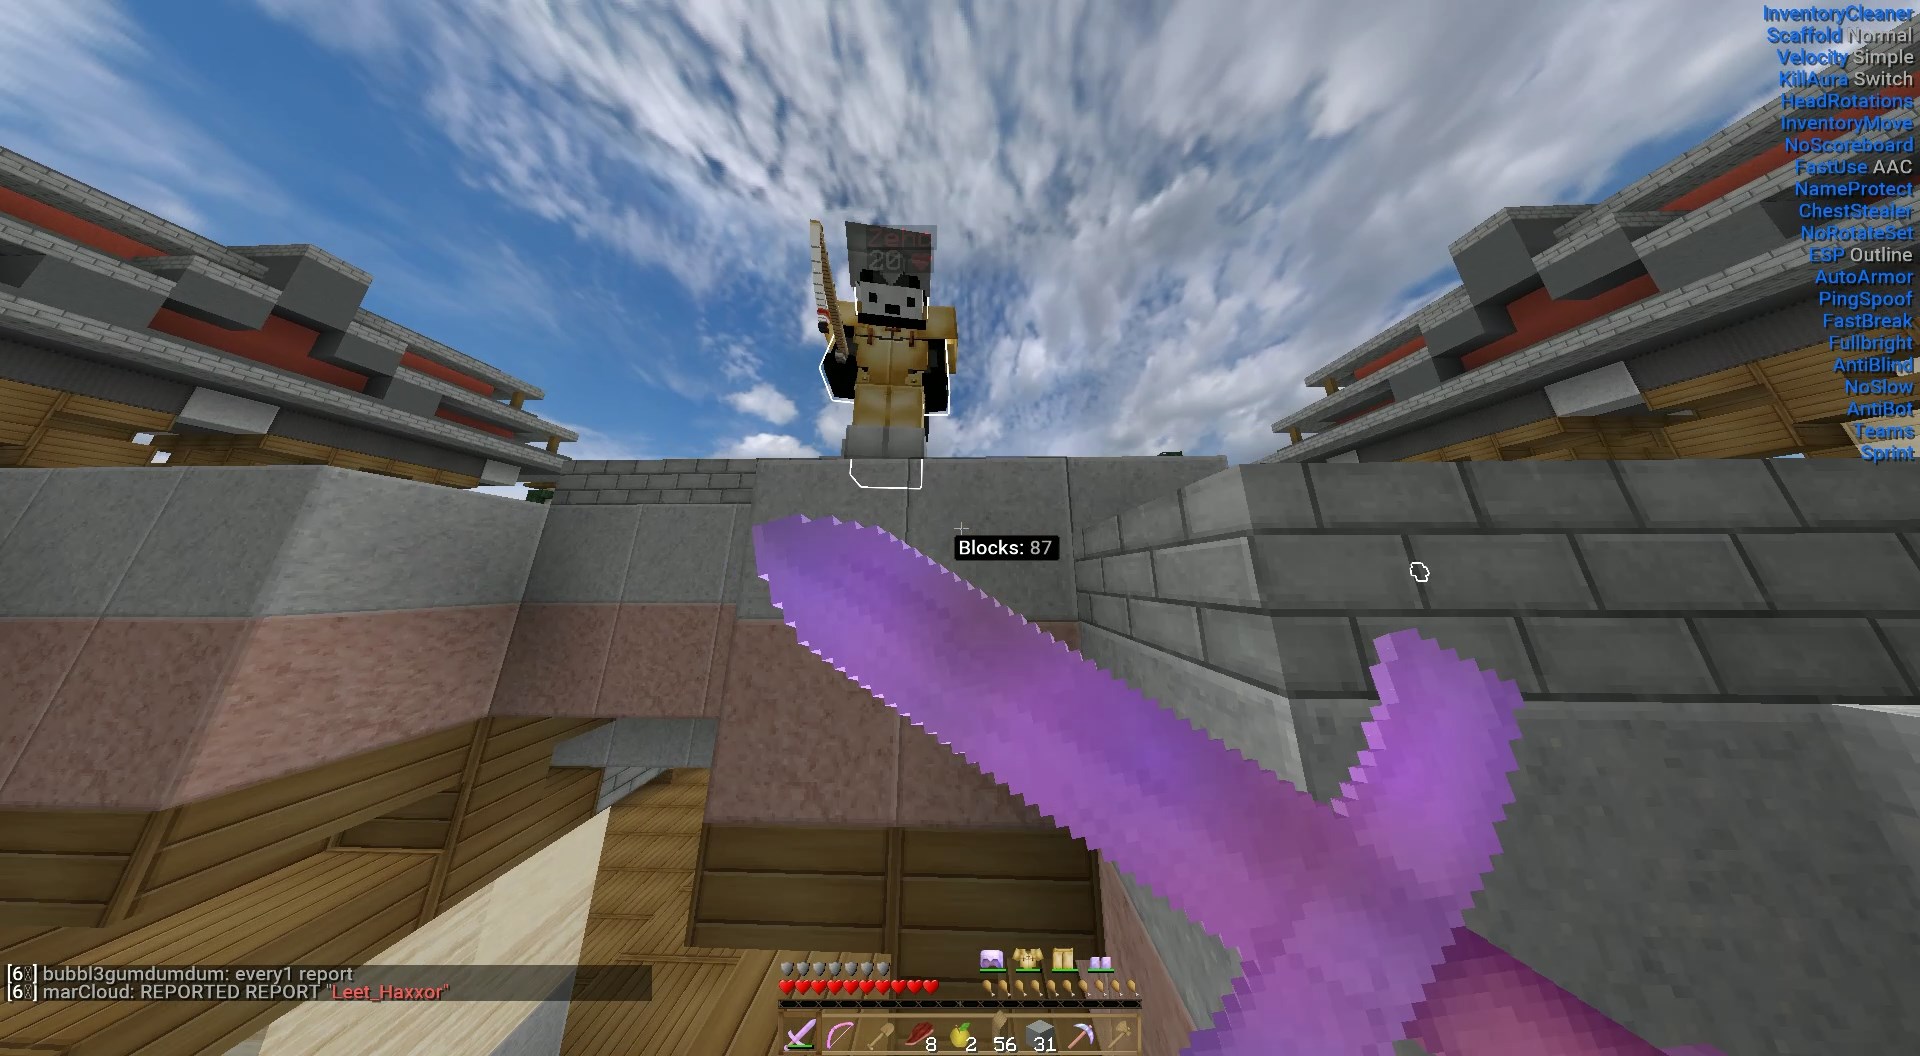 InventoryCleaner
Scaffold Normal
Velocity Simple
KillAura Switch
HeadRotations
InventoryMove
NoScoreboard
FastUse AAC
NameProtect
ChestStealer
NoRotateSet
ESP Outline
AutoArmor
PingSpoof
FastBreak
Fullbright
AntiBlind
NoSlow
AntiBot
Teams
Sprint
20
Blocks: 87
[6] bubbl3gumdumdum: every1 report
[6] marCloud: REPORTED REPORT "Leet_Haxxor"
8 2 56 31